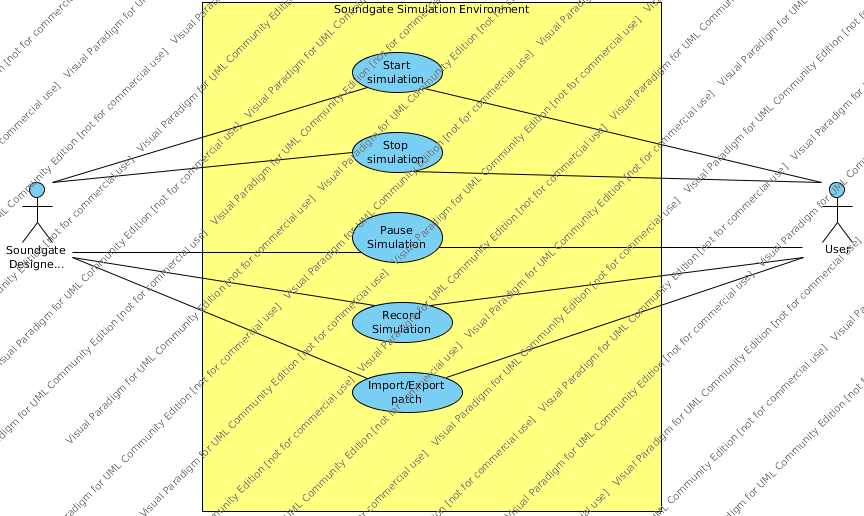 Soundgate Simulation Environment
Start
simulation
Stop
simulation
Pause
Simulation
Record
Simulation
Import/Export
patch
Soundgate
Designe...
User
Visual Paradigm for UML Community Edition [not for commercial use]